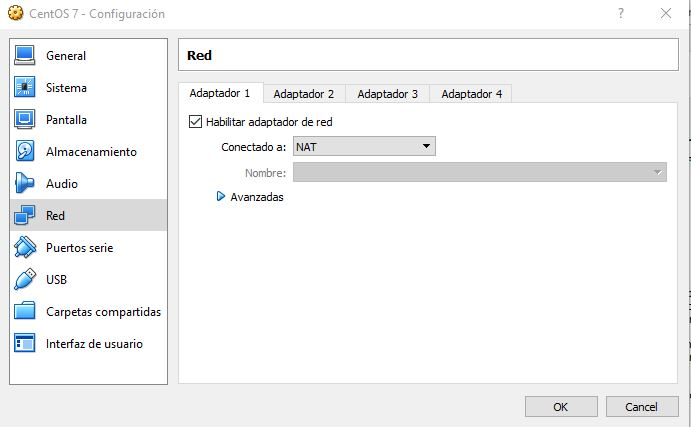 CentOS 7 - Configuración
General
Sistema
Pantalla
Almacenamiento
Audio
Red
Puertos serie
USB
Carpetas compartidas
Interfaz de usuario
Red
Adaptador 1 Adaptador 2 Adaptador 3 Adaptador 4
Habilitar adaptador de red
Conectado a: NAT
Nombre:
Avanzadas
OK Cancel